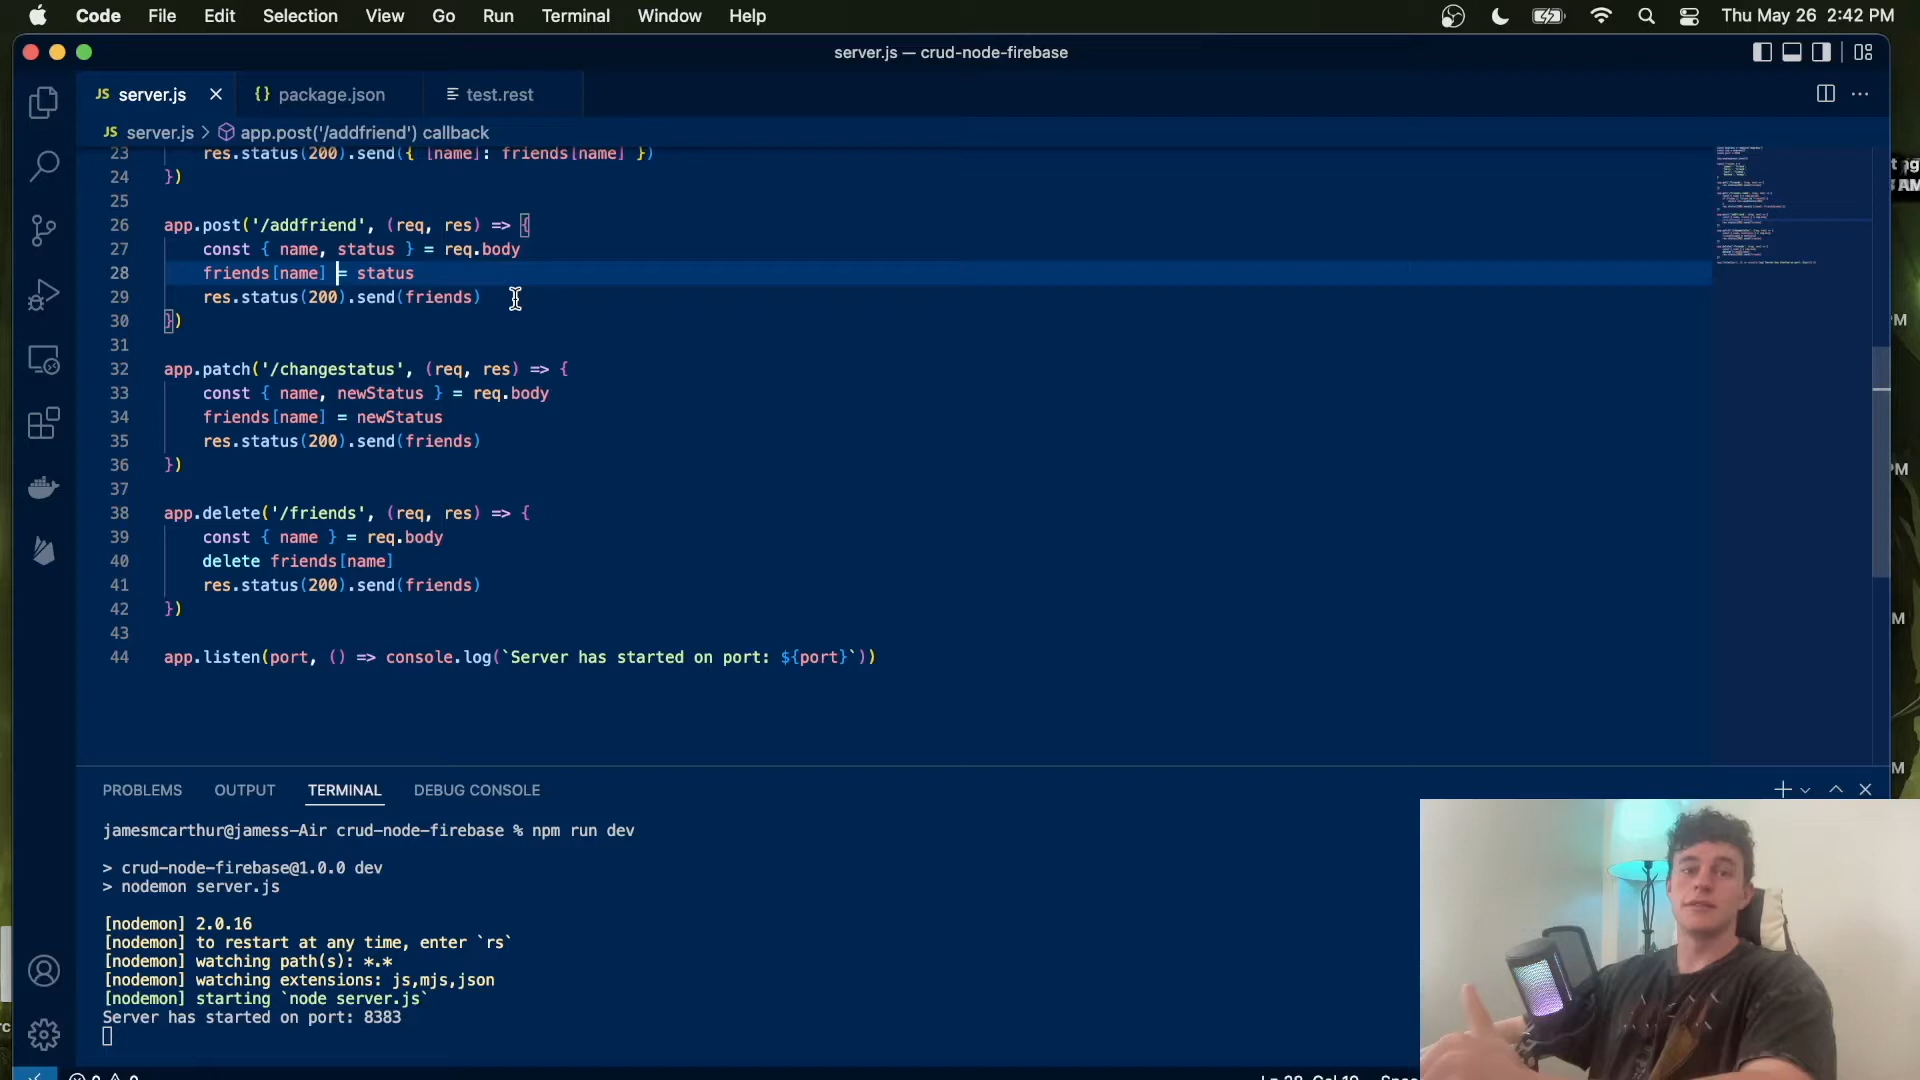 Code File Edit Selection View Go Run Terminal Window Help Thu May 26 2:42 PM
server.js — crud-node-firebase
JS server.js {} package.json test.rest
JS server.js > app.post('/addfriend') callback
23 res.status(200).send({ [name]: friends[name] })
24 })
25
26 app.post('/addfriend', (req, res) => {
27 const { name, status } = req.body
28 friends[name] = status
29 res.status(200).send(friends)
30 })
31
32 app.patch('/changestatus', (req, res) => {
33 const { name, newStatus } = req.body
34 friends[name] = newStatus
35 res.status(200).send(friends)
36 })
37
38 app.delete('/friends', (req, res) => {
39 const { name } = req.body
40 delete friends[name]
41 res.status(200).send(friends)
42 })
43
44 app.listen(port, () => console.log(`Server has started on port: ${port}`))
PROBLEMS OUTPUT TERMINAL DEBUG CONSOLE
jamesmcarthur@jamess-Air crud-node-firebase % npm run dev
> crud-node-firebase@1.0.0 dev
> nodemon server.js
[nodemon] 2.0.16
[nodemon] to restart at any time, enter `rs`
[nodemon] watching path(s): *.*
[nodemon] watching extensions: js,mjs,json
[nodemon] starting `node server.js`
Server has started on port: 8383